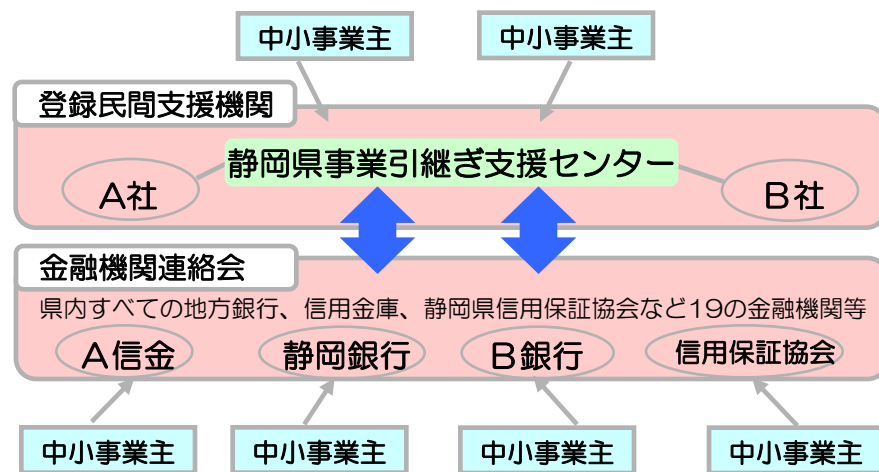 中小事業主
中小事業主
登録民間支援機関
静岡県事業引継ぎ支援センター
A社
B社
金融機関連絡会
県内すべての地方銀行、信用金庫、静岡県信用保証協会など19の金融機関等
A信金
静岡銀行
B銀行
信用保証協会
中小事業主
中小事業主
中小事業主
中小事業主